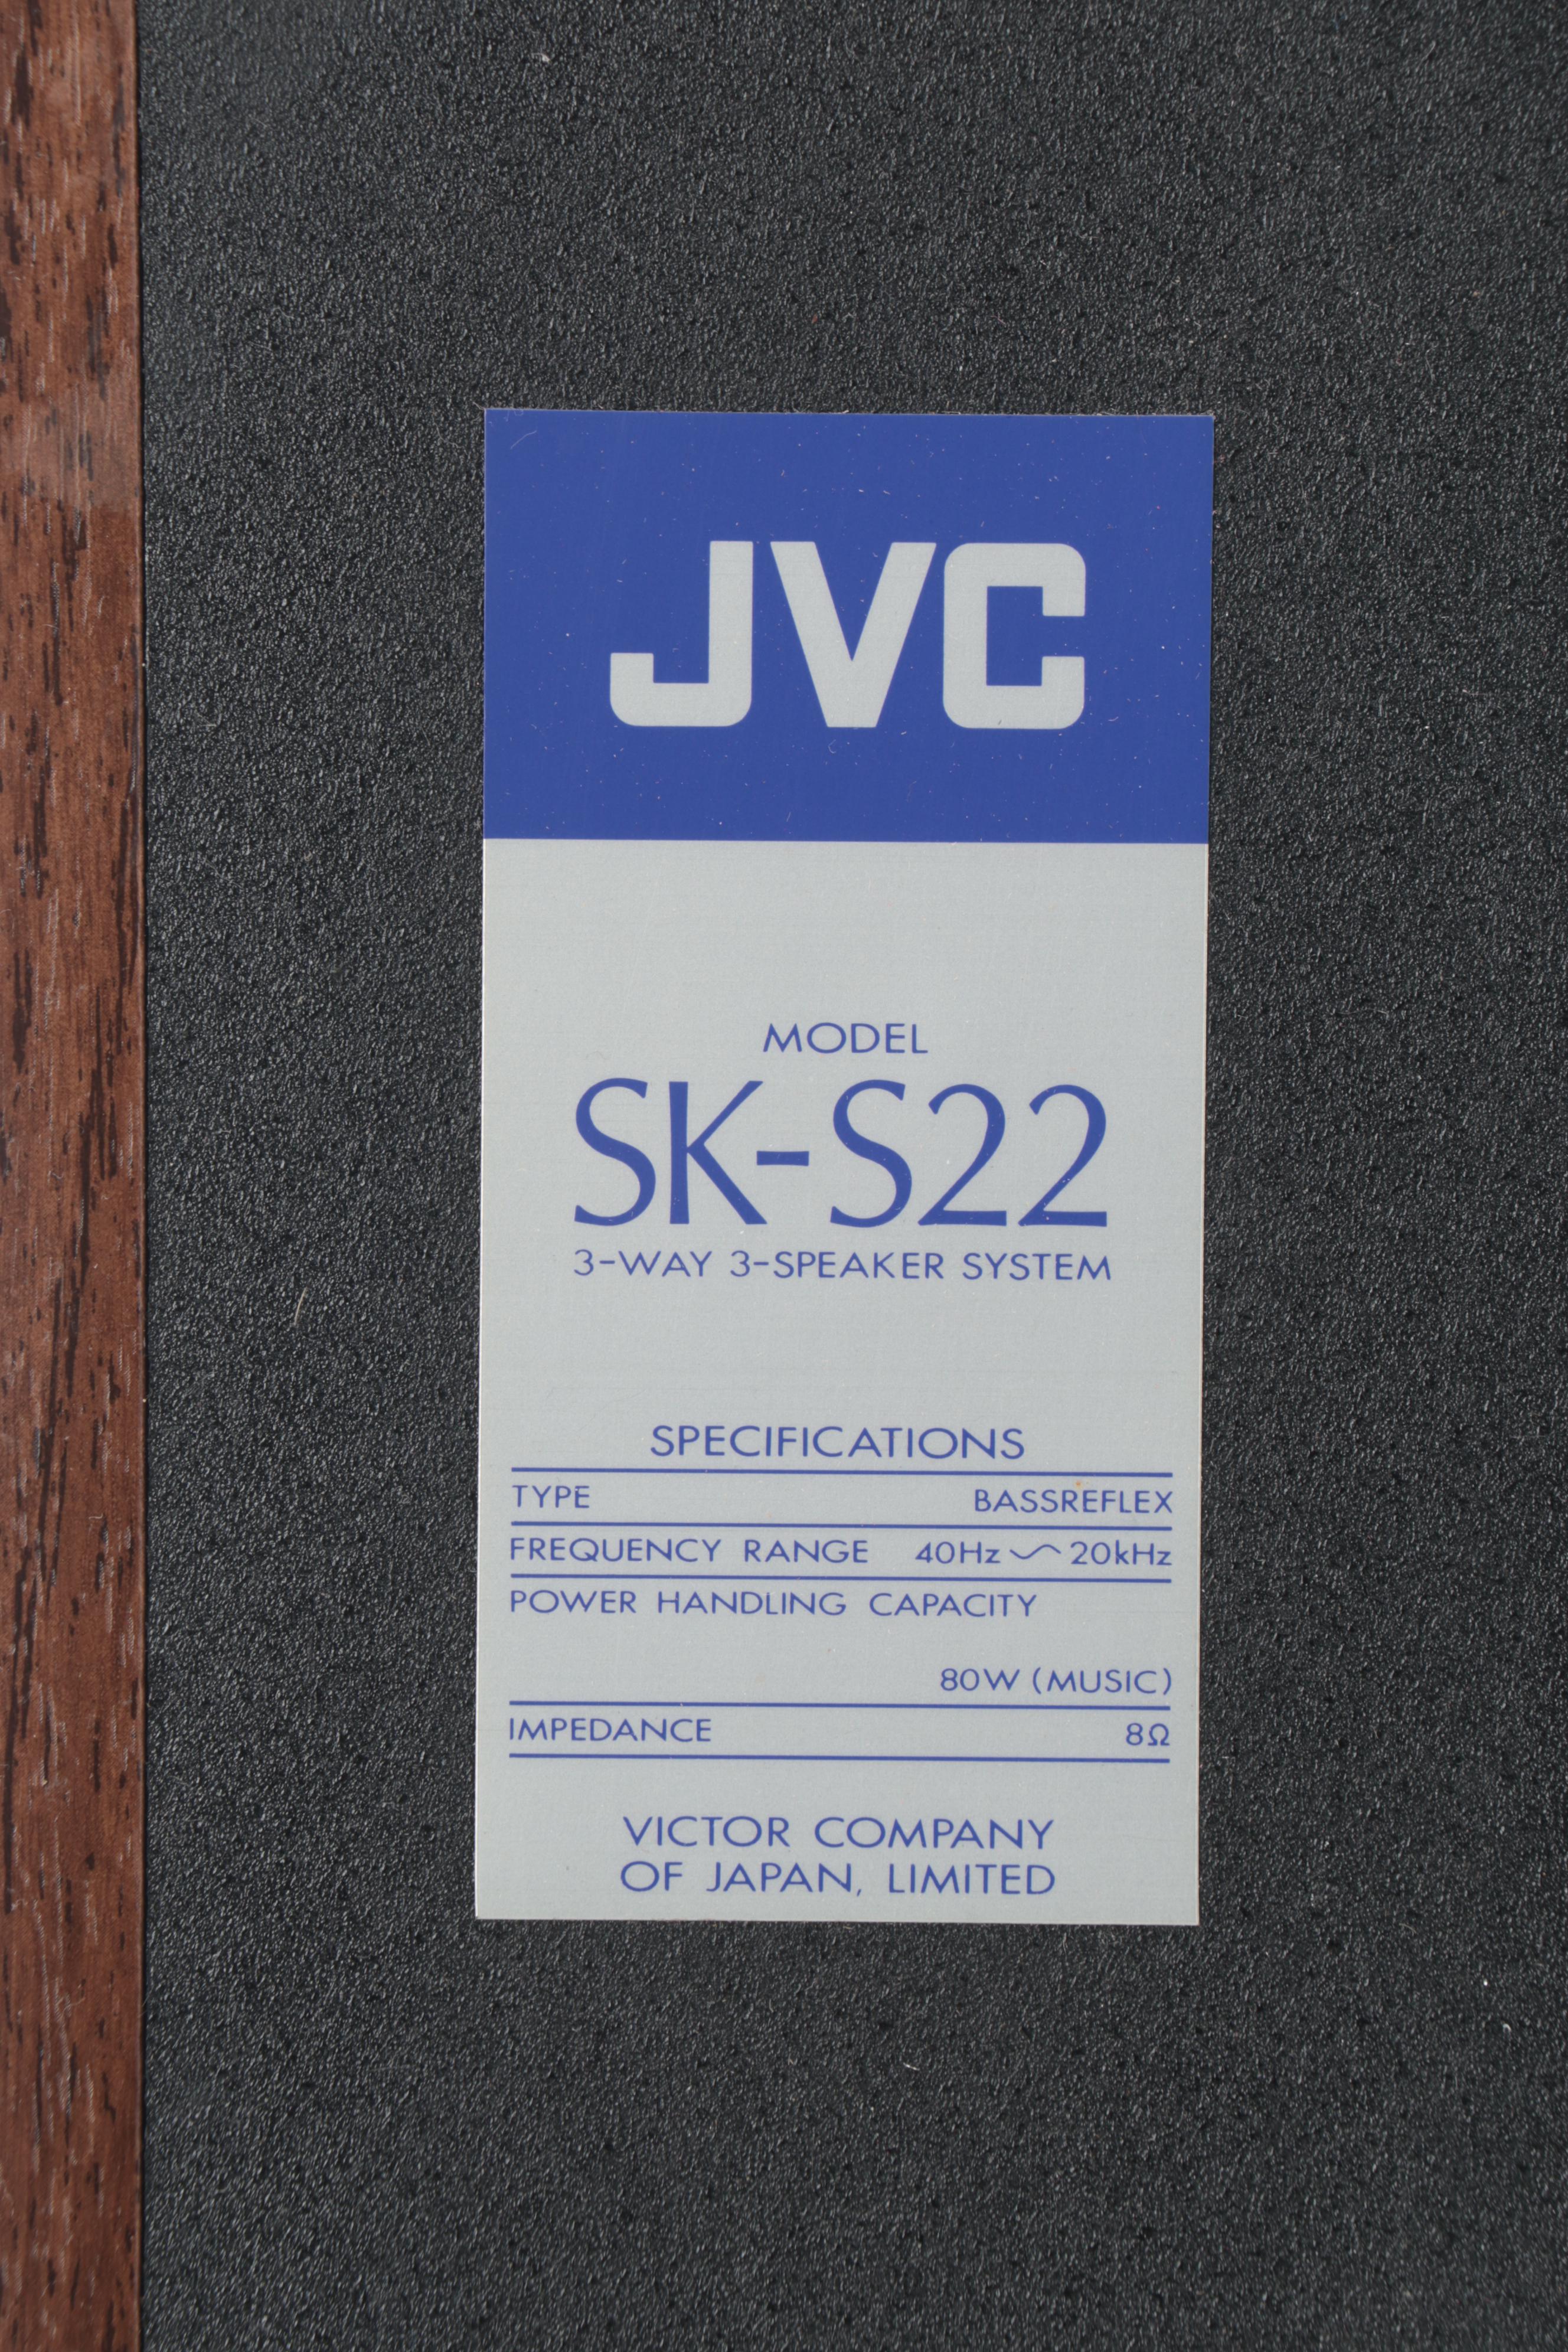 JVC
MODEL
SK-S22
3-WAY 3-SPEAKER SYSTEM
SPECIFICATIONS
TYPE BASSREFLEX
FREQUENCY RANGE 40Hz〜20kHz
POWER HANDLING CAPACITY
80W (MUSIC)
IMPEDANCE 8Ω
VICTOR COMPANY
OF JAPAN, LIMITED